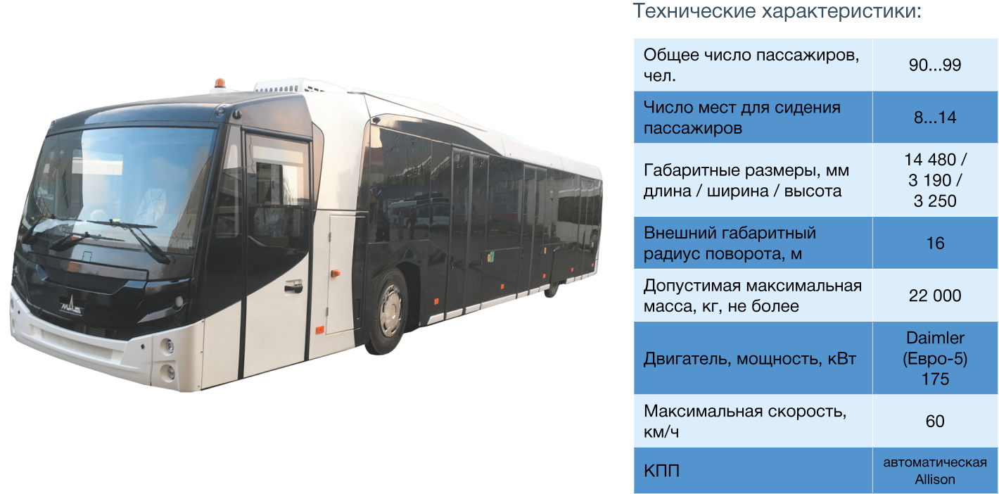 Технические характеристики:
Общее число пассажиров,
чел.
90...99
Число мест для сидения
пассажиров
8...14
Габаритные размеры, мм
длина / ширина / высота
14 480 /
3 190 /
3 250
Внешний габаритный
радиус поворота, м
16
Допустимая максимальная
масса, кг, не более
22 000
Двигатель, мощность, кВт
Daimler
(Евро-5)
175
Максимальная скорость,
км/ч
60
КПП
автоматическая
Allison
МАЗ